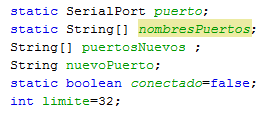 static SerialPort puerto;
static String[] nombresPuertos;
String[] puertosNuevos ;
String nuevoPuerto;
static boolean conectado=false;
int limite=32;